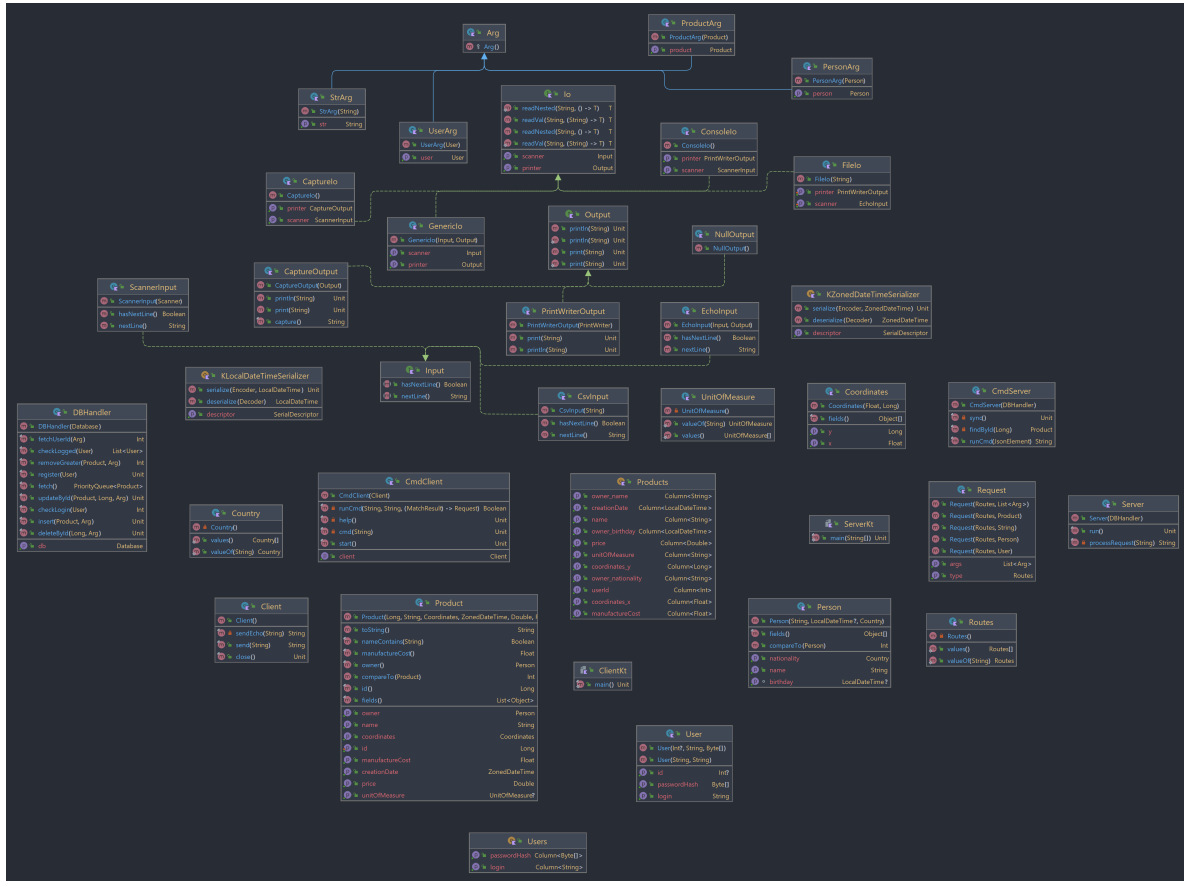 Arg
Arg()
ProductArg
ProductArg(Product)
product Product
PersonArg
PersonArg(Person)
person Person
StrArg
StrArg(String)
str String
UserArg
UserArg(User)
user User
Io
readNested(String, () -> T) T
readVal(String, (String) -> T) T
readNested(String, () -> T) T
readVal(String, (String) -> T) T
scanner Input
printer Output
ConsoleIo
ConsoleIo()
printer PrintWriterOutput
scanner ScannerInput
FileIo
FileIo(String)
printer PrintWriterOutput
scanner EchoInput
CaptureIo
CaptureIo()
printer CaptureOutput
scanner ScannerInput
GenericIo
GenericIo(Input, Output)
scanner Input
printer Output
Output
println(String) Unit
println(String) Unit
print(String) Unit
print(String) Unit
NullOutput
NullOutput()
CaptureOutput
CaptureOutput(Output)
println(String) Unit
print(String) Unit
capture() String
ScannerInput
ScannerInput(Scanner)
hasNextLine() Boolean
nextLine() String
PrintWriterOutput
PrintWriterOutput(PrintWriter)
print(String) Unit
println(String) Unit
EchoInput
EchoInput(Input, Output)
hasNextLine() Boolean
nextLine() String
KZonedDateTimeSerializer
serialize(Encoder, ZonedDateTime) Unit
deserialize(Decoder) ZonedDateTime
descriptor SerialDescriptor
KLocalDateTimeSerializer
serialize(Encoder, LocalDateTime) Unit
deserialize(Decoder) LocalDateTime
descriptor SerialDescriptor
Input
hasNextLine() Boolean
nextLine() String
CsvInput
CsvInput(String)
hasNextLine() Boolean
nextLine() String
UnitOfMeasure
UnitOfMeasure()
valueOf(String) UnitOfMeasure
values() UnitOfMeasure[]
Coordinates
Coordinates(Float, Long)
fields() Object[]
y Long
x Float
CmdServer
CmdServer(DBHandler)
sync() Unit
findById(Long) Product
runCmd(JsonElement) String
DBHandler
DBHandler(Database)
fetchUserId(Arg) Int
checkLogged(User) List<User>
removeGreater(Product, Arg) Int
register(User) Unit
fetch() PriorityQueue<Product>
updateById(Product, Long, Arg) Unit
checkLogin(User) Int
insert(Product, Arg) Unit
deleteById(Long, Arg) Unit
db Database
Country
Country()
values() Country[]
valueOf(String) Country
CmdClient
CmdClient(Client)
runCmd(String, String, (MatchResult) -> Request) Boolean
help() Unit
cmd(String) Unit
start() Unit
client Client
Products
owner_name Column<String>
creationDate Column<LocalDateTime>
name Column<String>
owner_birthday Column<LocalDateTime>
price Column<Double>
unitOfMeasure Column<String>
coordinates_y Column<Long>
owner_nationality Column<String>
userId Column<Int>
coordinates_x Column<Float>
manufactureCost Column<Float>
ServerKt
main(String[]) Unit
Request
Request(Routes, List<Arg>)
Request(Routes, Product)
Request(Routes, String)
Request(Routes, Person)
Request(Routes, User)
args List<Arg>
type Routes
Server
Server(DBHandler)
run() Unit
processRequest(String) String
Client
Client()
sendEcho(String) String
send(String) String
close() Unit
Product
Product(Long, String, Coordinates, ZonedDateTime, Double,
toString() String
nameContains(String) Boolean
manufactureCost() Float
owner() Person
compareTo(Product) Int
id() Long
fields() List<Object>
owner Person
name String
coordinates Coordinates
id Long
manufactureCost Float
creationDate ZonedDateTime
price Double
unitOfMeasure UnitOfMeasure?
ClientKt
main() Unit
Person
Person(String, LocalDateTime?, Country)
fields() Object[]
compareTo(Person) Int
nationality Country
name String
birthday LocalDateTime?
Routes
Routes()
values() Routes[]
valueOf(String) Routes
User
User(Int?, String, Byte[])
User(String, String)
id Int?
passwordHash Byte[]
login String
Users
passwordHash Column<Byte[]>
login Column<String>